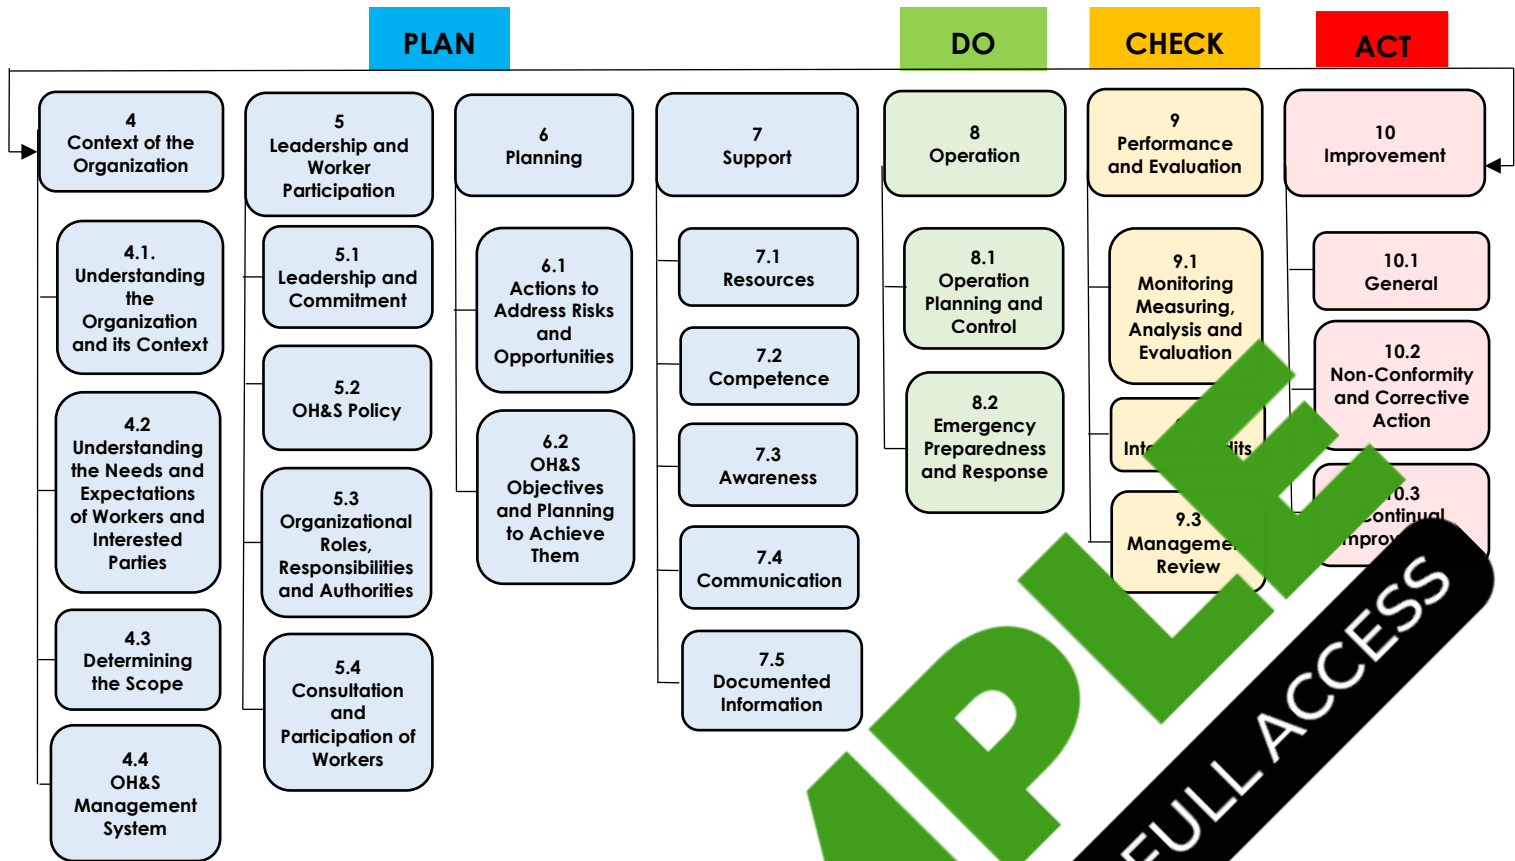 PLAN
DO
CHECK
ACT
4
Context of the
Organization
5
Leadership and
Worker
Participation
6
Planning
7
Support
8
Operation
9
Performance
and Evaluation
10
Improvement
4.1.
Understanding
the
Organization
and its Context
4.2
Understanding
the Needs and
Expectations
of Workers and
Interested
Parties
4.3
Determining
the Scope
4.4
OH&S
Management
System
5.1
Leadership and
Commitment
5.2
OH&S Policy
5.3
Organizational
Roles,
Responsibilities
and Authorities
5.4
Consultation
and
Participation of
Workers
6.1
Actions to
Address Risks
and
Opportunities
6.2
OH&S
Objectives
and Planning
to Achieve
Them
7.1
Resources
7.2
Competence
7.3
Awareness
7.4
Communication
7.5
Documented
Information
8.1
Operation
Planning and
Control
8.2
Emergency
Preparedness
and Response
9.1
Monitoring
Measuring,
Analysis and
Evaluation
Internal Audits
9.3
Management
Review
10.1
General
10.2
Non-Conformity
and Corrective
Action
10.3
Continual
MPLE
FULL ACCESS